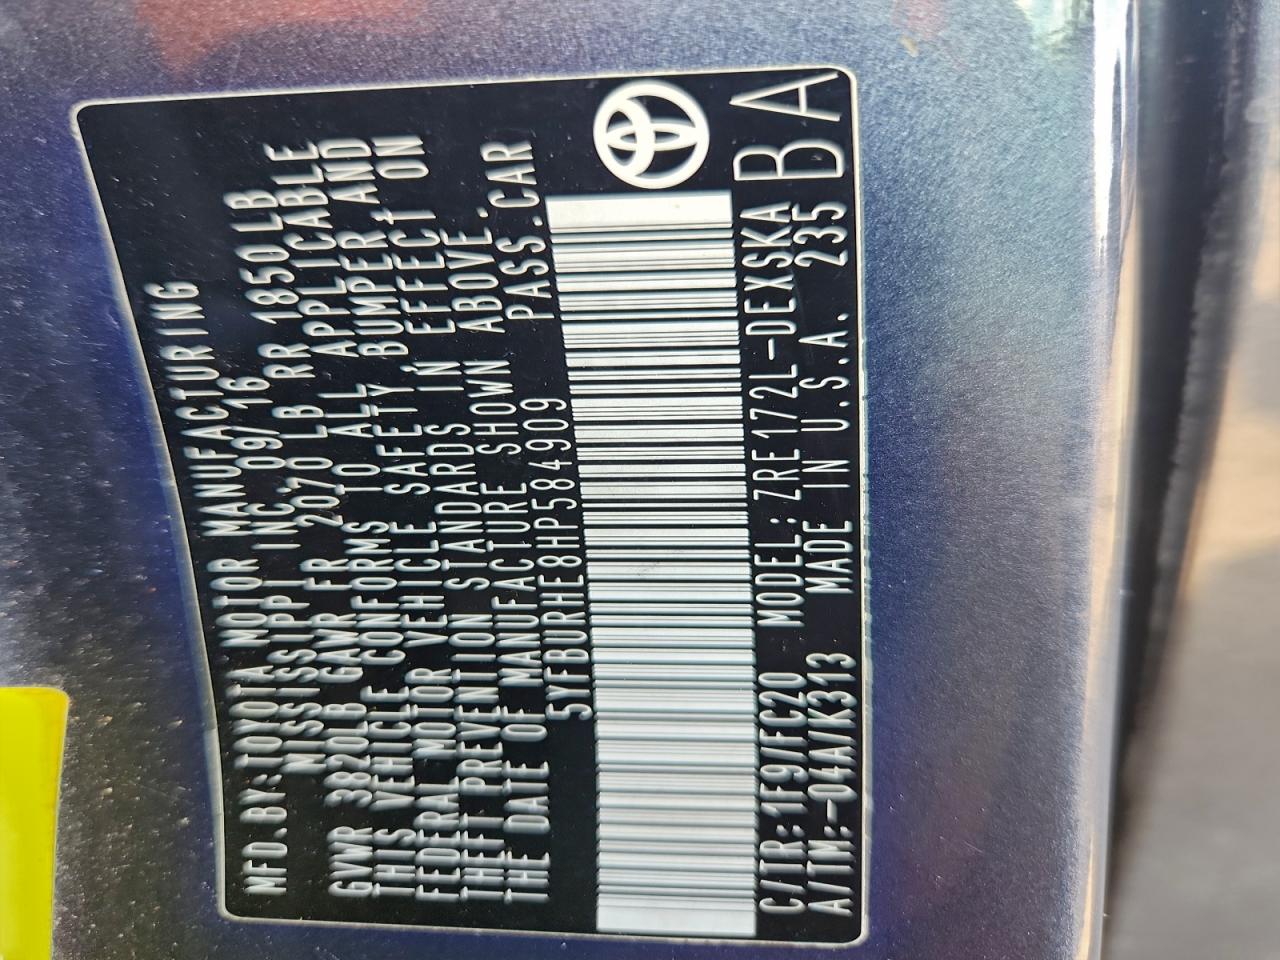 MFD.BY:TOYOTA MOTOR MANUFACTURING
MISSISSIPPI INC 09/16
GVWR 3820LB GAWR FR 2070 LB RR 1850LB
THIS VEHICLE CONFORMS TO ALL APPLICABLE
FEDERAL MOTOR VEHICLE SAFETY, BUMPER AND
THEFT PREVENTION STANDARDS IN EFFECT ON
THE DATE OF MANUFACTURE SHOWN ABOVE.
5YFBURHE8HP584909 PASS.CAR
C/TR:1F9/FC20 MODEL:ZRE172L-DEXSKA
A/TM:-04A/K313 MADE IN U.S.A. 235
BA